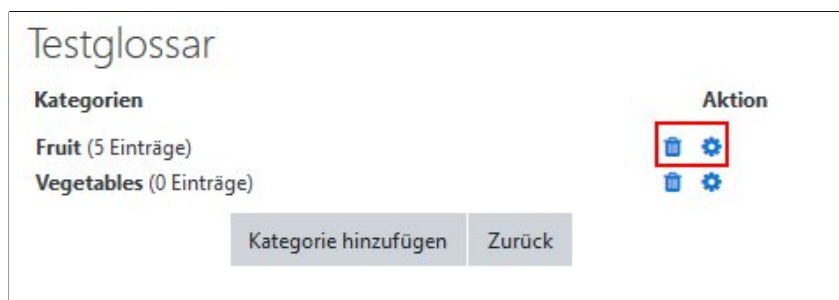 Testglossar
Kategorien Aktion
Fruit (5 Einträge)
Vegetables (0 Einträge)
Kategorie hinzufügen Zurück